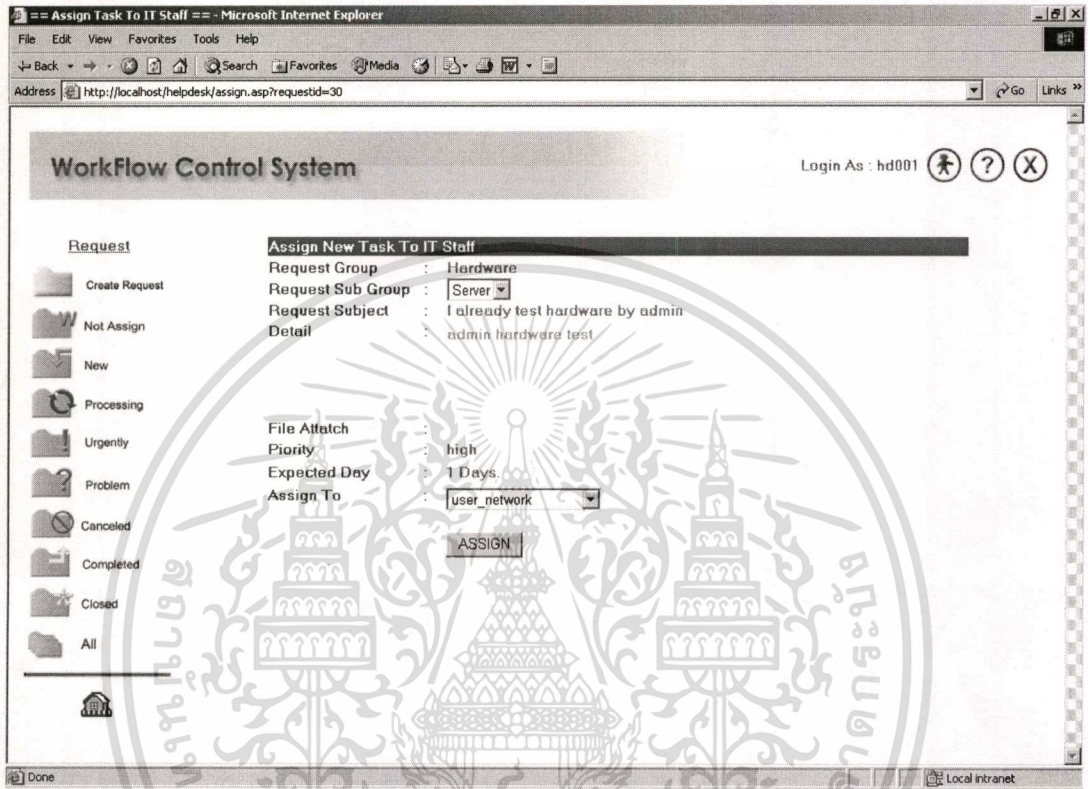 == Assign Task To IT Staff == - Microsoft Internet Explorer
File Edit View Favorites Tools Help
Back Search Favorites Media
Address http://localhost/helpdesk/assign.asp?requestid=30 Go Links »
WorkFlow Control System
Login As : hd001
Request
Create Request
Not Assign
New
Processing
Urgently
Problem
Canceled
Completed
Closed
All
Assign New Task To IT Staff
Request Group : Hardware
Request Sub Group : Server
Request Subject : I already test hardware by admin
Detail : admin hardware test
File Attatch :
Piority : high
Expected Day : 1 Days.
Assign To : user_network
ASSIGN
Done
Local intranet